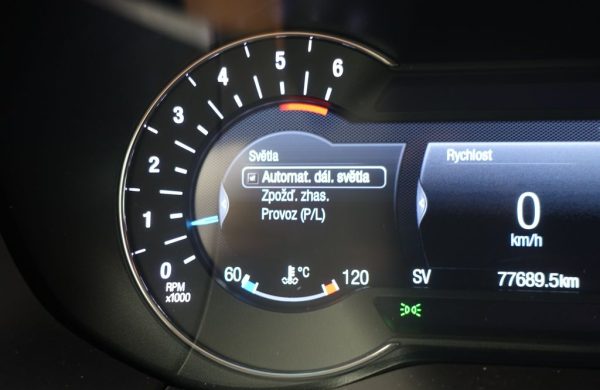 6
5
4
3
2
1
0
RPM
x1000
Světla
Automat. dál. světla
Zpožď. zhas.
Provoz (P/L)
60 °C 120
Rychlost
0
km/h
SV 77689.5km